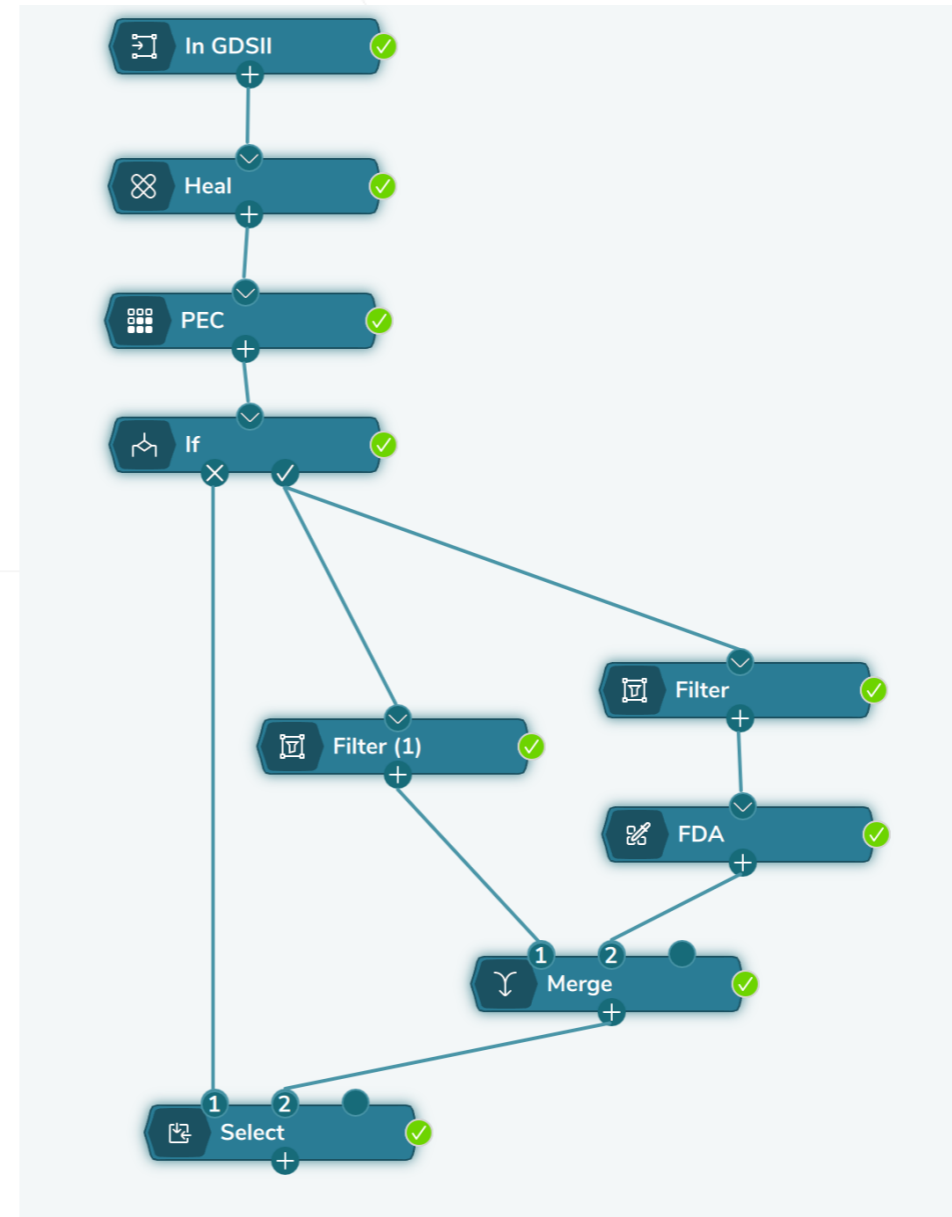 In GDSII
Heal
PEC
If
Filter
Filter (1)
FDA
1 2
Merge
1 2
Select